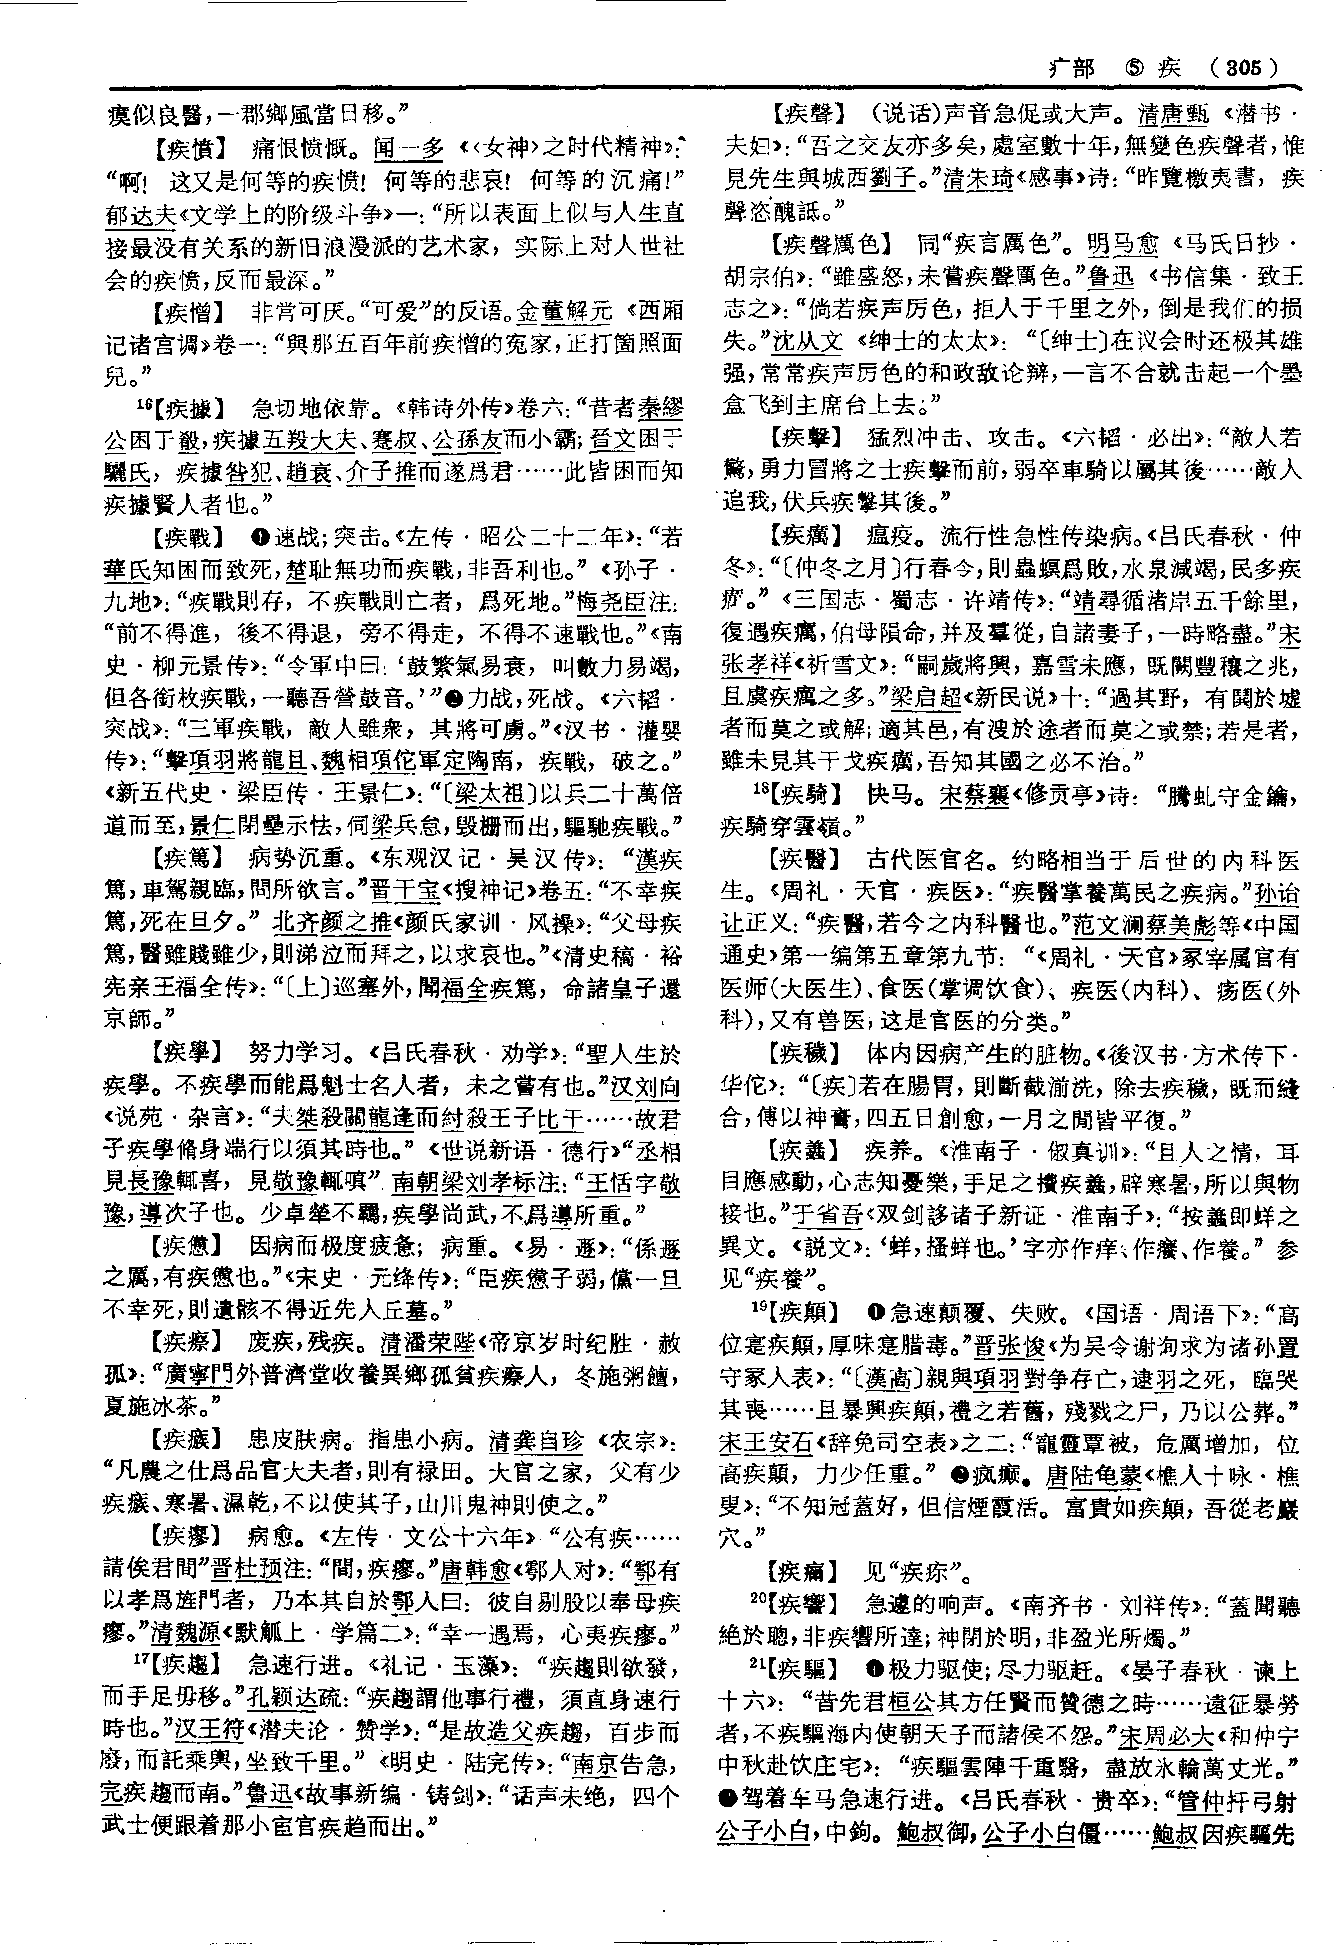 疒部 ⑤ 疾 (305)
瘼似良醫,一郡鄉風當日移。”
【疾憤】 痛恨愤慨。闻一多《〈女神〉之时代精神》:
“啊! 这又是何等的疾愤! 何等的悲哀! 何等的沉痛!”
郁达夫《文学上的阶级斗争》一:“所以表面上似与人生直
接最没有关系的新旧浪漫派的艺术家, 实际上对人世社
会的疾愤,反而最深。”
【疾憎】 非常可厌。“可爱”的反语。金董解元《西厢
记诸宫调》卷一:“與那五百年前疾憎的冤家,正打箇照面
兒。”
16【疾據】 急切地依靠。《韩诗外传》卷六:“昔者秦繆
公困于殽,疾據五羖大夫、蹇叔、公孫友而小霸;晉文困于
驪氏, 疾據咎犯、趙衰、介子推而遂爲君……此皆困而知
疾據賢人者也。”
【疾戰】 ❶速战;突击。《左传·昭公二十二年》:“若
華氏知困而致死,楚耻無功而疾戰,非吾利也。”《孙子·
九地》:“疾戰則存, 不疾戰則亡者, 爲死地。”梅尧臣注:
“前不得進, 後不得退, 旁不得走, 不得不速戰也。”《南
史·柳元景传》:“令軍中曰:‘鼓繁氣易衰, 叫數力易竭,
但各銜枚疾戰,一聽吾營鼓音。’”❷力战,死战。《六韬·
突战》:“三軍疾戰, 敵人雖衆, 其將可虜。”《汉书·灌婴
传》:“擊項羽將龍且、魏相項佗軍定陶南, 疾戰, 破之。”
《新五代史·梁臣传·王景仁》:“〔梁太祖〕以兵二十萬倍
道而至,景仁閉壘示怯,伺梁兵怠,毁栅而出,驅馳疾戰。”
【疾篤】 病势沉重。《东观汉记·吴汉传》: “漢疾
篤,車駕親臨,問所欲言。”晋干宝《搜神记》卷五:“不幸疾
篤,死在旦夕。” 北齐颜之推《颜氏家训·风操》:“父母疾
篤,醫雖賤雖少,則涕泣而拜之,以求哀也。”《清史稿·裕
宪亲王福全传》:“〔上〕巡塞外,聞福全疾篤, 命諸皇子還
京師。”
【疾學】 努力学习。《吕氏春秋·劝学》:“聖人生於
疾學。不疾學而能爲魁士名人者, 未之嘗有也。”汉刘向
《说苑·杂言》:“夫桀殺關龍逢而紂殺王子比干……故君
子疾學脩身端行以須其時也。” 《世说新语·德行》“丞相
見長豫輒喜, 見敬豫輒嗔” 南朝梁刘孝标注:“王恬字敬
豫,導次子也。少卓犖不羈,疾學尚武,不爲導所重。”
【疾憊】 因病而极度疲惫; 病重。《易·遯》:“係遯
之厲,有疾憊也。”《宋史·元绛传》:“臣疾憊子弱,儻一旦
不幸死,則遺骸不得近先人丘墓。”
【疾瘵】 废疾,残疾。清潘荣陛《帝京岁时纪胜·赦
孤》:“廣寧門外普濟堂收養異鄉孤貧疾瘵人, 冬施粥饘,
夏施冰茶。”
【疾瘯】 患皮肤病。指患小病。清龚自珍 《农宗》:
“凡農之仕爲品官大夫者,則有禄田。大官之家, 父有少
疾瘯、寒暑、濕乾,不以使其子,山川鬼神則使之。”
【疾瘳】 病愈。《左传·文公十六年》“公有疾……
請俟君間”晋杜预注:“間,疾瘳。”唐韩愈《鄠人对》:“鄠有
以孝爲旌門者, 乃本其自於鄠人曰: 彼自剔股以奉母疾
瘳。”清魏源《默觚上·学篇二》:“幸一遇焉, 心夷疾瘳。”
17【疾趨】 急速行进。《礼记·玉藻》: “疾趨則欲發,
而手足毋移。”孔颖达疏:“疾趨謂他事行禮, 須直身速行
時也。”汉王符《潜夫论·赞学》:“是故造父疾趨, 百步而
廢,而託乘輿,坐致千里。” 《明史·陆完传》:“南京告急,
完疾趨而南。”鲁迅《故事新编·铸剑》:“话声未绝, 四个
武士便跟着那小宦官疾趋而出。”
【疾聲】 (说话)声音急促或大声。清唐甄《潜书·
夫妇》:“吾之交友亦多矣,處室數十年,無變色疾聲者,惟
見先生與城西劉子。”清朱琦《感事》诗:“昨覽檄夷書, 疾
聲恣醜詆。”
【疾聲厲色】 同“疾言厲色”。明马愈《马氏日抄·
胡宗伯》:“雖盛怒,未嘗疾聲厲色。”鲁迅《书信集·致王
志之》:“倘若疾声厉色, 拒人于千里之外, 倒是我们的损
失。”沈从文《绅士的太太》: “〔绅士〕在议会时还极其雄
强,常常疾声厉色的和政敌论辩,一言不合就击起一个墨
盒飞到主席台上去。”
【疾擊】 猛烈冲击、攻击。《六韬·必出》:“敵人若
驚,勇力冒將之士疾擊而前,弱卒車騎以屬其後……敵人
追我,伏兵疾擊其後。”
【疾癘】 瘟疫。流行性急性传染病。《吕氏春秋·仲
冬》:“〔仲冬之月〕行春令,則蟲螟爲敗,水泉減竭,民多疾
癘。” 《三国志·蜀志·许靖传》:“靖尋循渚岸五千餘里,
復遇疾癘,伯母隕命,并及羣從,自諸妻子,一時略盡。”宋
张孝祥《祈雪文》:“嗣歲將興, 嘉雪未應, 既闕豐穰之兆,
且虞疾癘之多。”梁启超《新民说》十:“過其野, 有鬩於墟
者而莫之或解;適其邑,有溲於途者而莫之或禁;若是者,
雖未見其干戈疾癘,吾知其國之必不治。”
18【疾騎】 快马。宋蔡襄《修贡亭》诗: “騰虬守金鑰,
疾騎穿雲嶺。”
【疾醫】 古代医官名。约略相当于后世的内科医
生。《周礼·天官·疾医》:“疾醫掌養萬民之疾病。”孙诒
让正义:“疾醫,若今之内科醫也。”范文澜蔡美彪等《中国
通史》第一编第五章第九节: “《周礼·天官》冢宰属官有
医师(大医生)、食医(掌调饮食)、疾医(内科)、疡医(外
科),又有兽医,这是官医的分类。”
【疾穢】 体内因病产生的脏物。《後汉书·方术传下·
华佗》:“〔疾〕若在腸胃, 則斷截湔洗, 除去疾穢, 既而縫
合,傅以神膏,四五日創愈,一月之間皆平復。”
【疾蠚】 疾养。《淮南子·俶真训》:“且人之情, 耳
目應感動,心志知憂樂,手足之攢疾蠚,辟寒暑,所以與物
接也。”于省吾《双剑誃诸子新证·淮南子》:“按蠚即蛘之
異文。《説文》:‘蛘,搔蛘也。’字亦作痒、作癢、作養。” 参
见“疾養”。
19【疾顛】 ❶急速颠覆、失败。《国语·周语下》:“高
位寔疾顛,厚味寔腊毒。”晋张悛《为吴令谢询求为诸孙置
守冢人表》:“〔漢高〕親與項羽對争存亡,逮羽之死, 臨哭
其喪……且暴興疾顛,禮之若舊, 殘戮之尸, 乃以公葬。”
宋王安石《辞免司空表》之二:“寵靈覃被, 危厲增加, 位
高疾顛, 力少任重。” ❷疯癫。唐陆龟蒙《樵人十咏·樵
叟》:“不知冠蓋好, 但信煙霞活。富貴如疾顛, 吾從老巖
穴。”
【疾痛】 见“疾疢”。
20【疾響】 急遽的响声。《南齐书·刘祥传》:“蓋聞聽
絶於聰,非疾響所達;神閉於明,非盈光所燭。”
21【疾驅】 ❶极力驱使;尽力驱赶。《晏子春秋·谏上
十六》: “昔先君桓公其方任賢而贊德之時……遠征暴勞
者,不疾驅海内使朝天子而諸侯不怨。”宋周必大《和仲宁
中秋赴饮庄宅》: “疾驅雲陣千重翳, 盡放冰輪萬丈光。”
❷驾着车马急速行进。《吕氏春秋·贵卒》:“管仲扞弓射
公子小白,中鉤。鮑叔御,公子小白僵……鮑叔因疾驅先